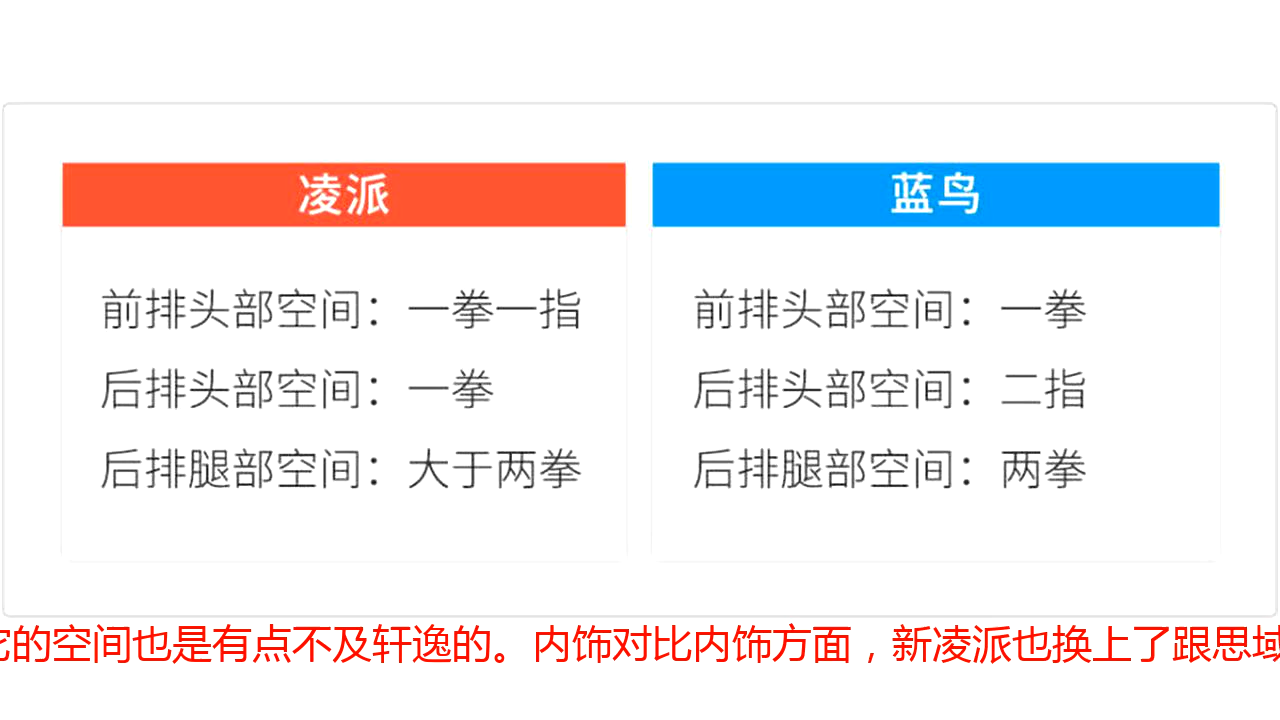 凌派
前排头部空间：一拳一指
后排头部空间：一拳
后排腿部空间：大于两拳
蓝鸟
前排头部空间：一拳
后排头部空间：二指
后排腿部空间：两拳
的空间也是有点不及轩逸的。内饰对比内饰方面，新凌派也换上了跟思域